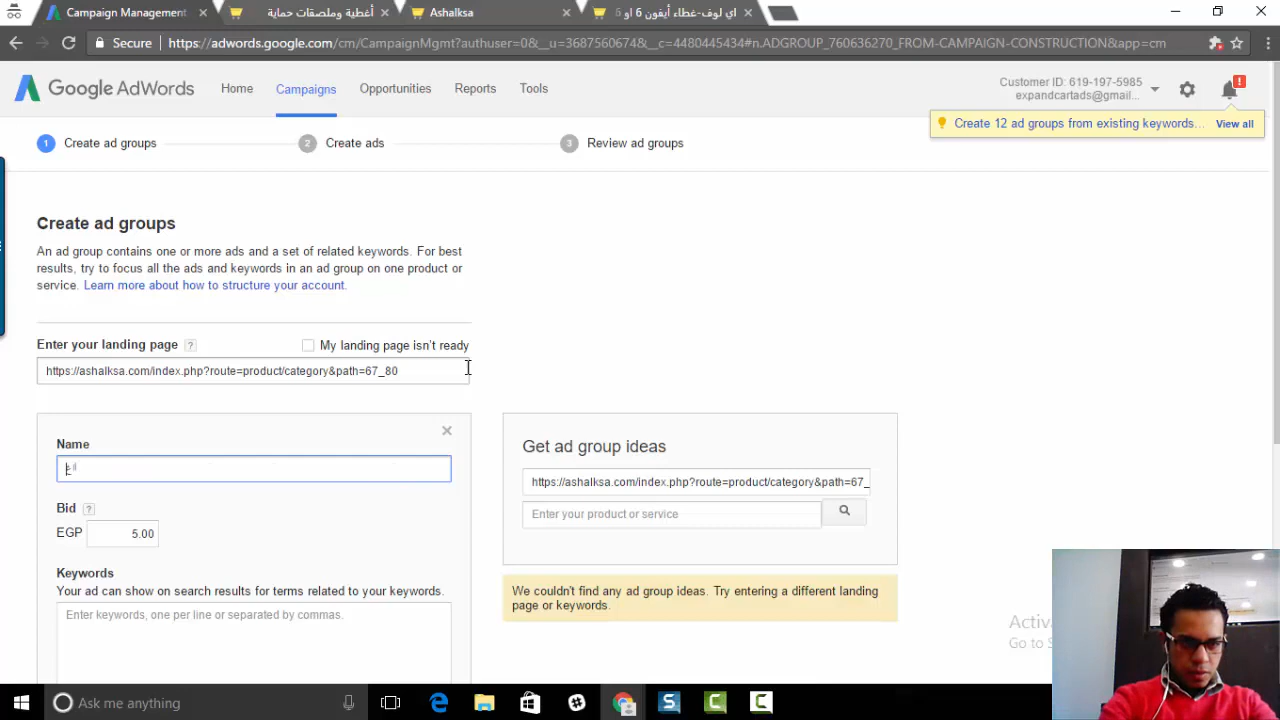 Campaign Management
أغطية وملصقات حماية
Ashalksa
اي لوف-غطاء أيفون 6 او 6
Secure
https://adwords.google.com/cm/CampaignMgmt?authuser=0&__u=3687560674&__c=4480445434#n.ADGROUP_760636270_FROM-CAMPAIGN-CONSTRUCTION&app=cm
Google AdWords
Home
Campaigns
Opportunities
Reports
Tools
Customer ID: 619-197-5985
expandcartads@gmail...
!
Create 12 ad groups from existing keywords... View all
1 Create ad groups
2 Create ads
3 Review ad groups
Create ad groups
An ad group contains one or more ads and a set of related keywords. For best
results, try to focus all the ads and keywords in an ad group on one product or
service. Learn more about how to structure your account.
Enter your landing page ?
My landing page isn't ready
https://ashalksa.com/index.php?route=product/category&path=67_80
Name
Bid ?
EGP 5.00
Keywords
Your ad can show on search results for terms related to your keywords.
Enter keywords, one per line or separated by commas.
Get ad group ideas
https://ashalksa.com/index.php?route=product/category&path=67_
Enter your product or service
We couldn't find any ad group ideas. Try entering a different landing
page or keywords.
Go to S
Ask me anything